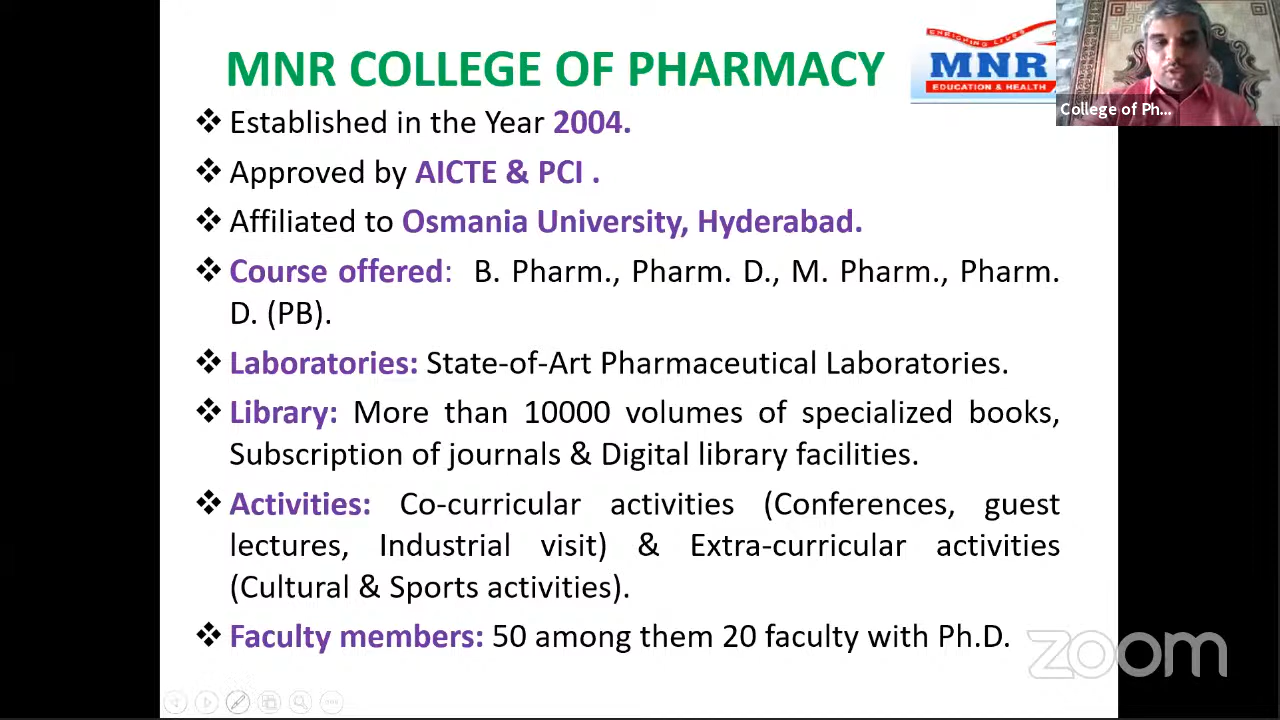 MNR COLLEGE OF PHARMACY
ENRICHING LIVES
MNR
EDUCATION & HEALTH
College of Ph...
❖ Established in the Year 2004.
❖ Approved by AICTE & PCI .
❖ Affiliated to Osmania University, Hyderabad.
❖ Course offered: B. Pharm., Pharm. D., M. Pharm., Pharm.
D. (PB).
❖ Laboratories: State-of-Art Pharmaceutical Laboratories.
❖ Library: More than 10000 volumes of specialized books,
Subscription of journals & Digital library facilities.
❖ Activities: Co-curricular activities (Conferences, guest
lectures, Industrial visit) & Extra-curricular activities
(Cultural & Sports activities).
❖ Faculty members: 50 among them 20 faculty with Ph.D.
zoom